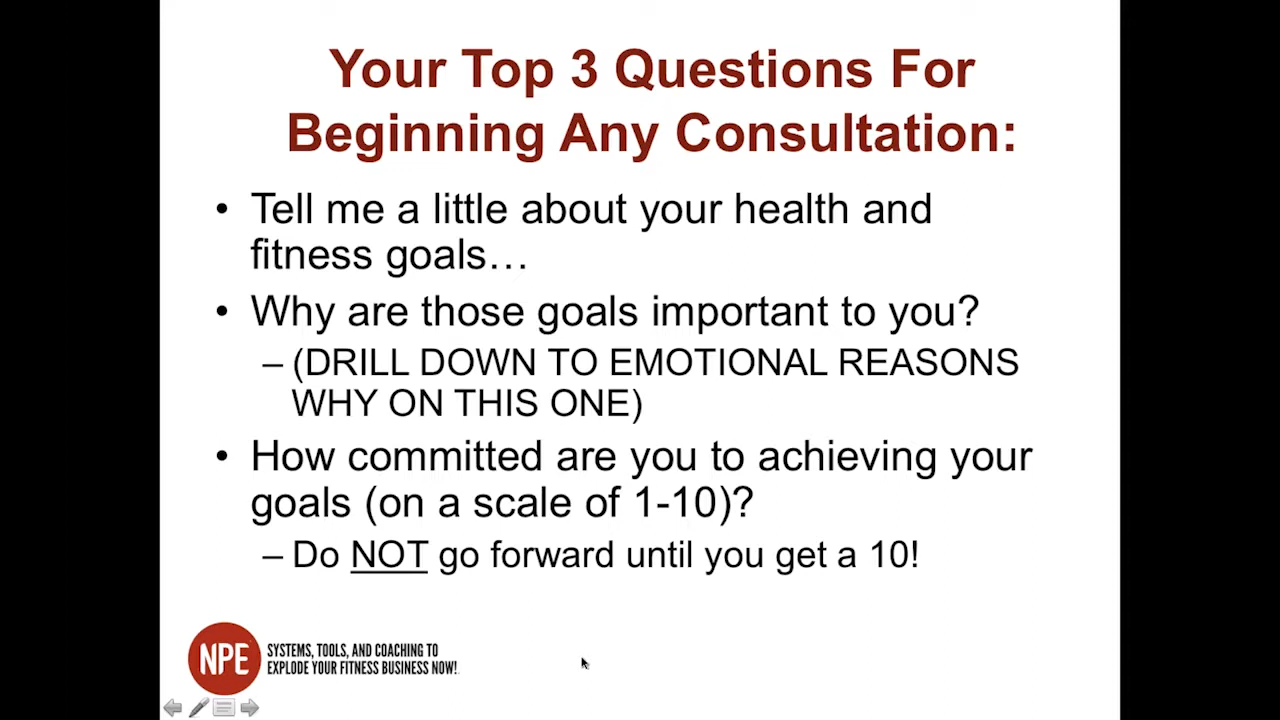 Your Top 3 Questions For
Beginning Any Consultation:
• Tell me a little about your health and
fitness goals…
• Why are those goals important to you?
– (DRILL DOWN TO EMOTIONAL REASONS
WHY ON THIS ONE)
• How committed are you to achieving your
goals (on a scale of 1-10)?
– Do NOT go forward until you get a 10!
NPE
SYSTEMS, TOOLS, AND COACHING TO
EXPLODE YOUR FITNESS BUSINESS NOW!